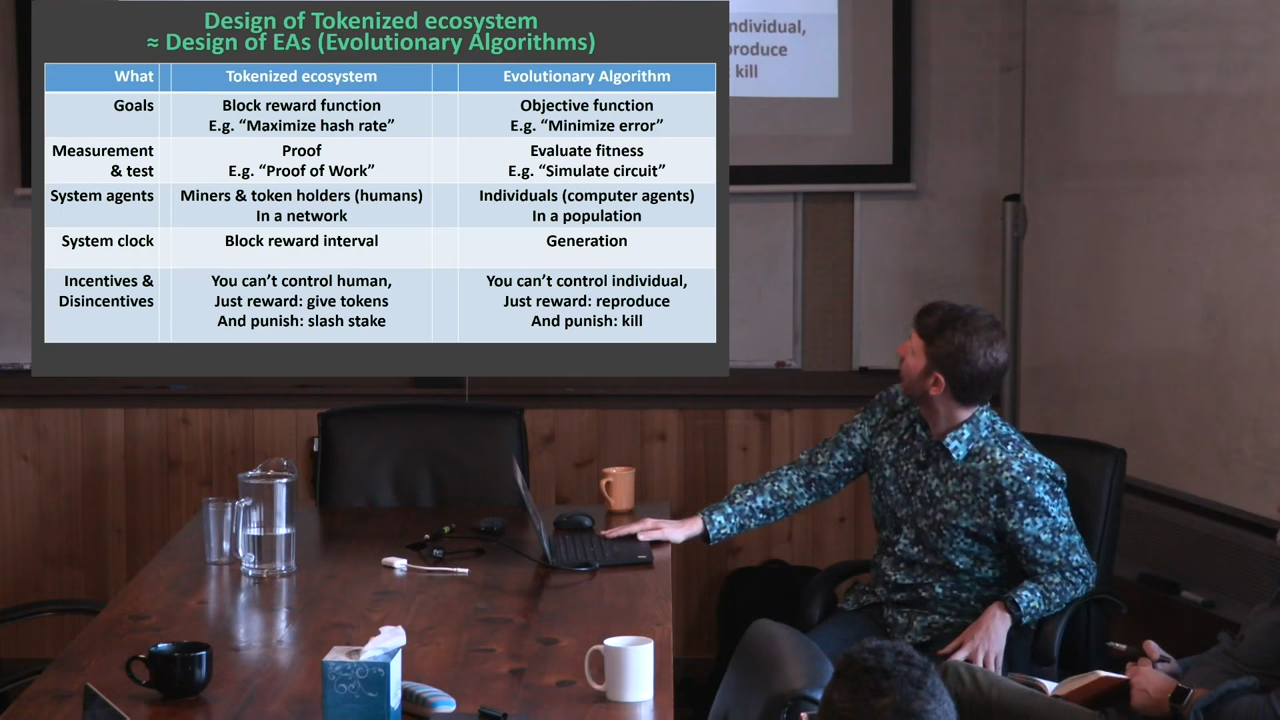 Design of Tokenized ecosystem
≈ Design of EAs (Evolutionary Algorithms)
What Tokenized ecosystem Evolutionary Algorithm
Goals Block reward function Objective function
E.g. “Maximize hash rate” E.g. “Minimize error”
Measurement Proof Evaluate fitness
& test E.g. “Proof of Work” E.g. “Simulate circuit”
System agents Miners & token holders (humans) Individuals (computer agents)
In a network In a population
System clock Block reward interval Generation
Incentives & You can’t control human, You can’t control individual,
Disincentives Just reward: give tokens Just reward: reproduce
And punish: slash stake And punish: kill
ndividual,
produce
kill